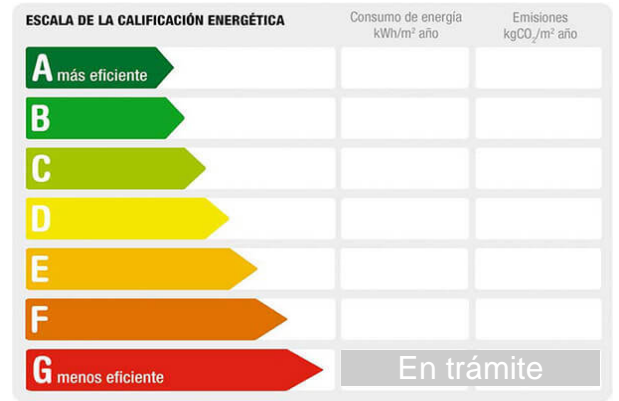 ESCALA DE LA CALIFICACIÓN ENERGÉTICA
Consumo de energía
kWh/m² año
Emisiones
kgCO₂/m² año
A más eficiente
B
C
D
E
F
G menos eficiente
En trámite